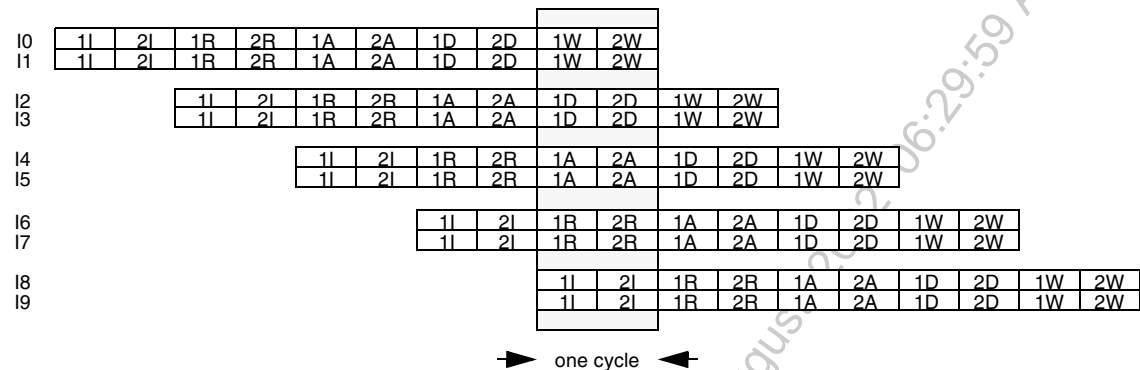 I0 1I 2I 1R 2R 1A 2A 1D 2D 1W 2W
I1 1I 2I 1R 2R 1A 2A 1D 2D 1W 2W
I2 1I 2I 1R 2R 1A 2A 1D 2D 1W 2W
I3 1I 2I 1R 2R 1A 2A 1D 2D 1W 2W
I4 1I 2I 1R 2R 1A 2A 1D 2D 1W 2W
I5 1I 2I 1R 2R 1A 2A 1D 2D 1W 2W
I6 1I 2I 1R 2R 1A 2A 1D 2D 1W 2W
I7 1I 2I 1R 2R 1A 2A 1D 2D 1W 2W
I8 1I 2I 1R 2R 1A 2A 1D 2D 1W 2W
I9 1I 2I 1R 2R 1A 2A 1D 2D 1W 2W
one cycle
06:29:59